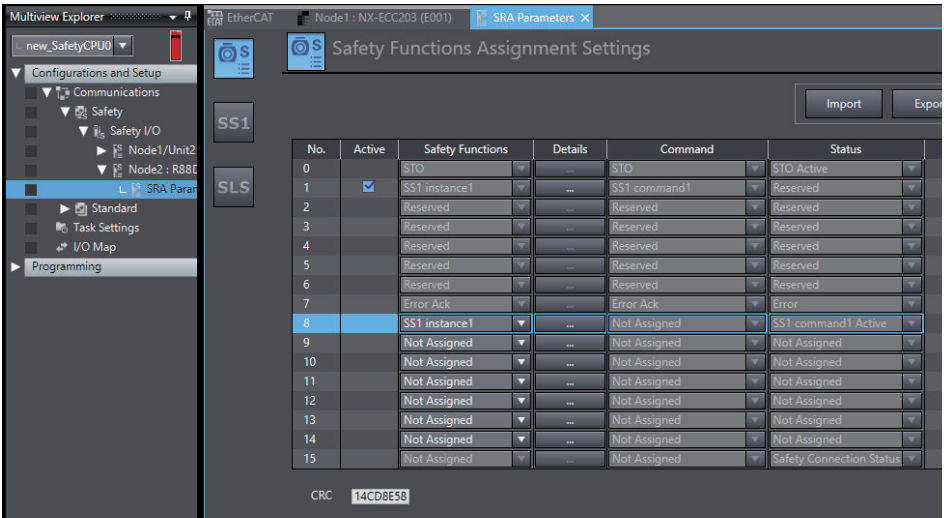 Multiview Explorer
new_SafetyCPU0
Configurations and Setup
Communications
Safety
Safety I/O
Node1/Unit2
Node2 : R88D
SRA Paran
Standard
Task Settings
I/O Map
Programming
ECAT EtherCAT
Node1 : NX-ECC203 (E001)
SRA Parameters
S
S Safety Functions Assignment Settings
SS1
SLS
Import Expor
No. Active Safety Functions Details Command Status
0 STO ... STO STO Active
1 SS1 instance1 ... SS1 command1 Reserved
2 Reserved ... Reserved Reserved
3 Reserved ... Reserved Reserved
4 Reserved ... Reserved Reserved
5 Reserved ... Reserved Reserved
6 Reserved ... Reserved Reserved
7 Error Ack ... Error Ack Error
8 SS1 instance1 ... Not Assigned SS1 command1 Active
9 Not Assigned ... Not Assigned Not Assigned
10 Not Assigned ... Not Assigned Not Assigned
11 Not Assigned ... Not Assigned Not Assigned
12 Not Assigned ... Not Assigned Not Assigned
13 Not Assigned ... Not Assigned Not Assigned
14 Not Assigned ... Not Assigned Not Assigned
15 Not Assigned ... Not Assigned Safety Connection Status
CRC 14CD8E58